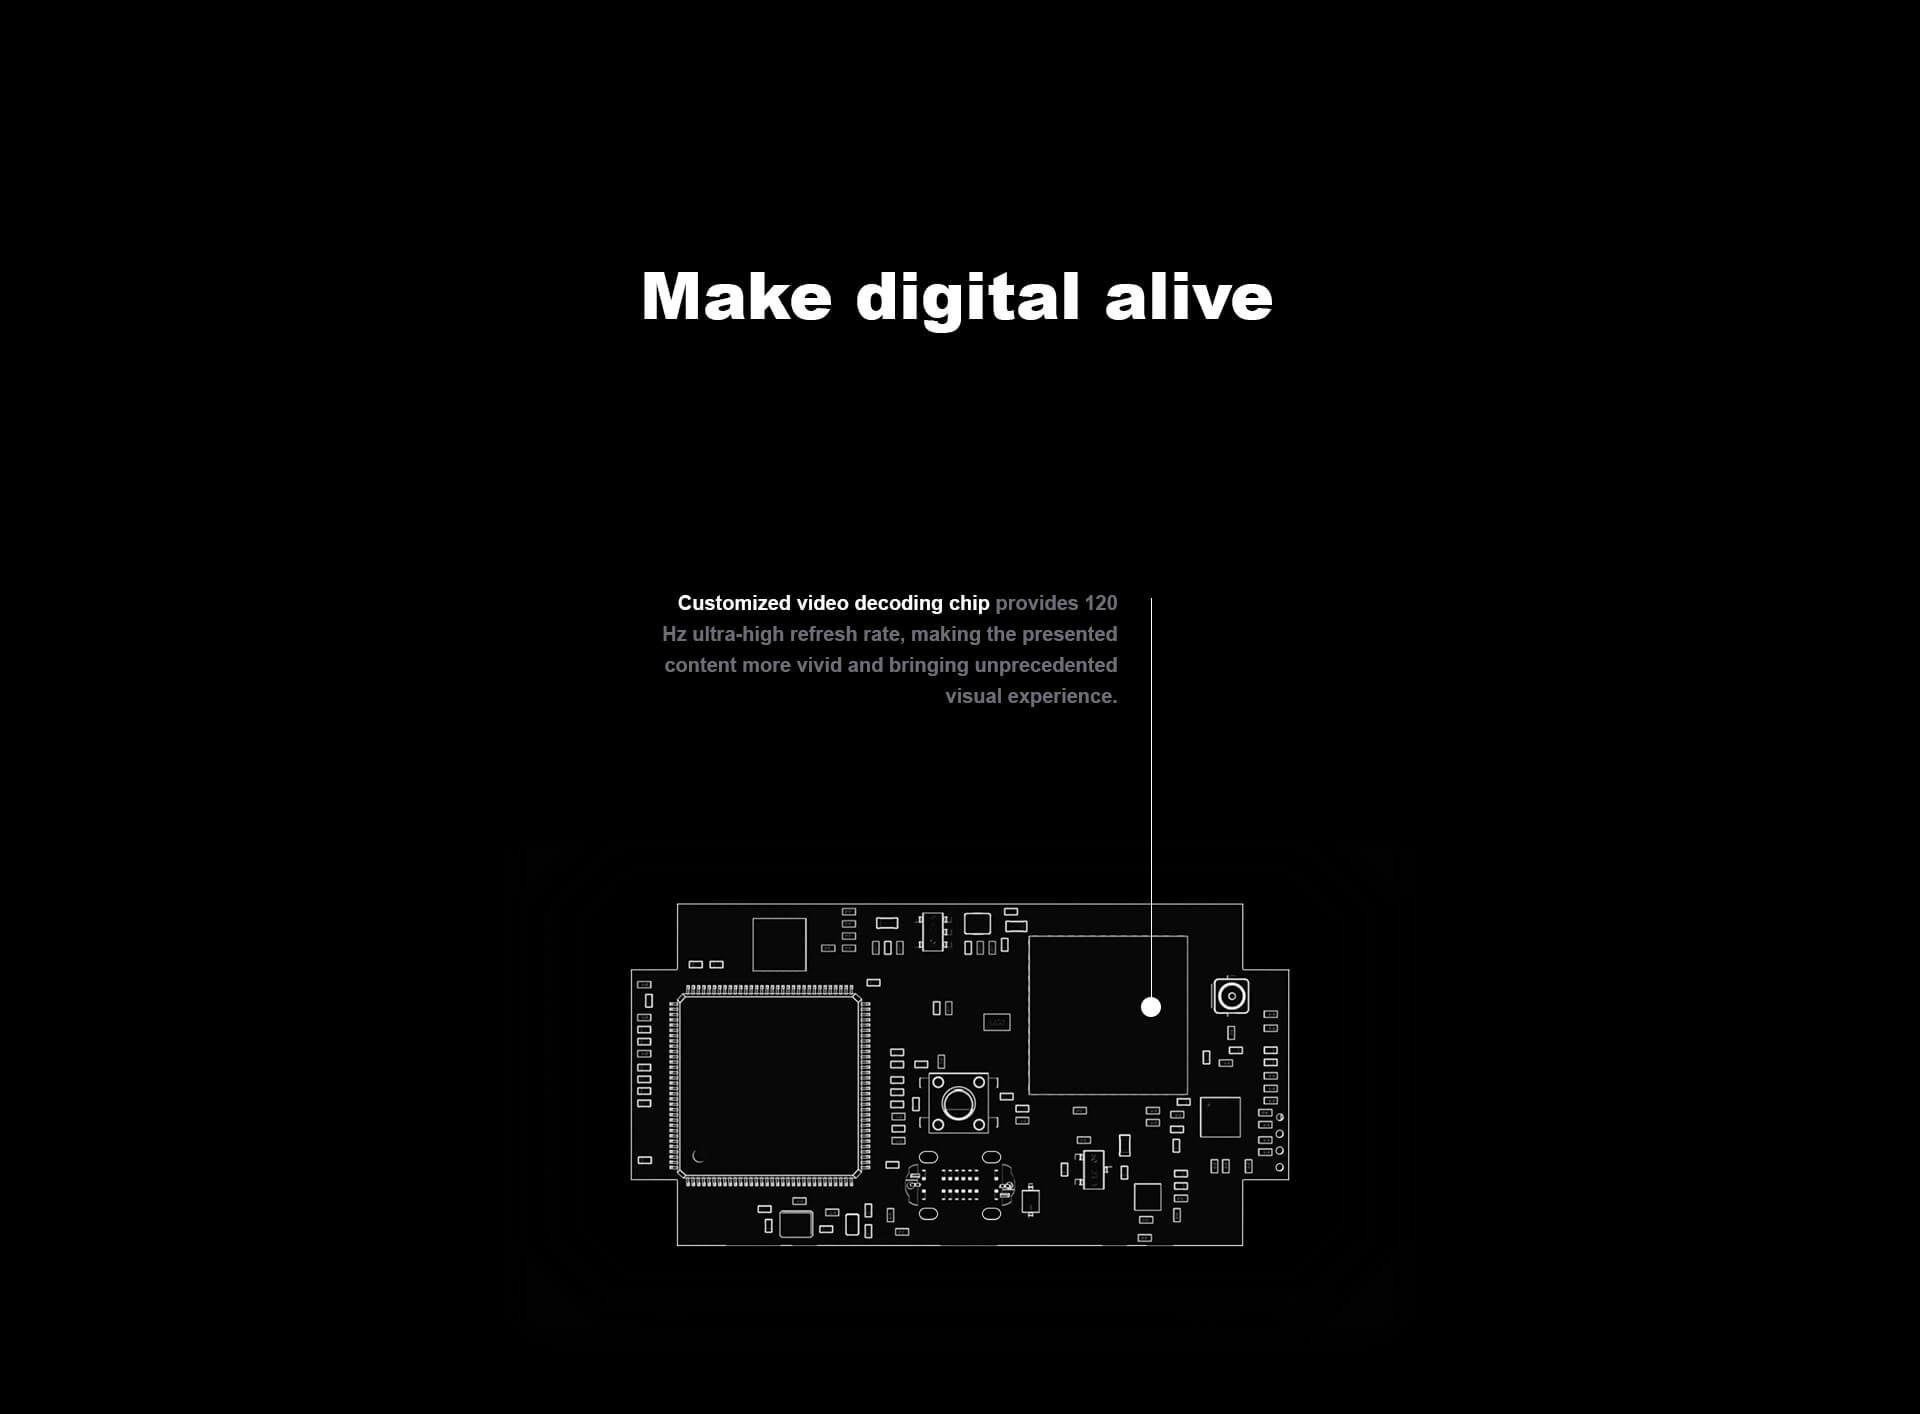 Make digital alive
Customized video decoding chip provides 120
Hz ultra-high refresh rate, making the presented
content more vivid and bringing unprecedented
visual experience.